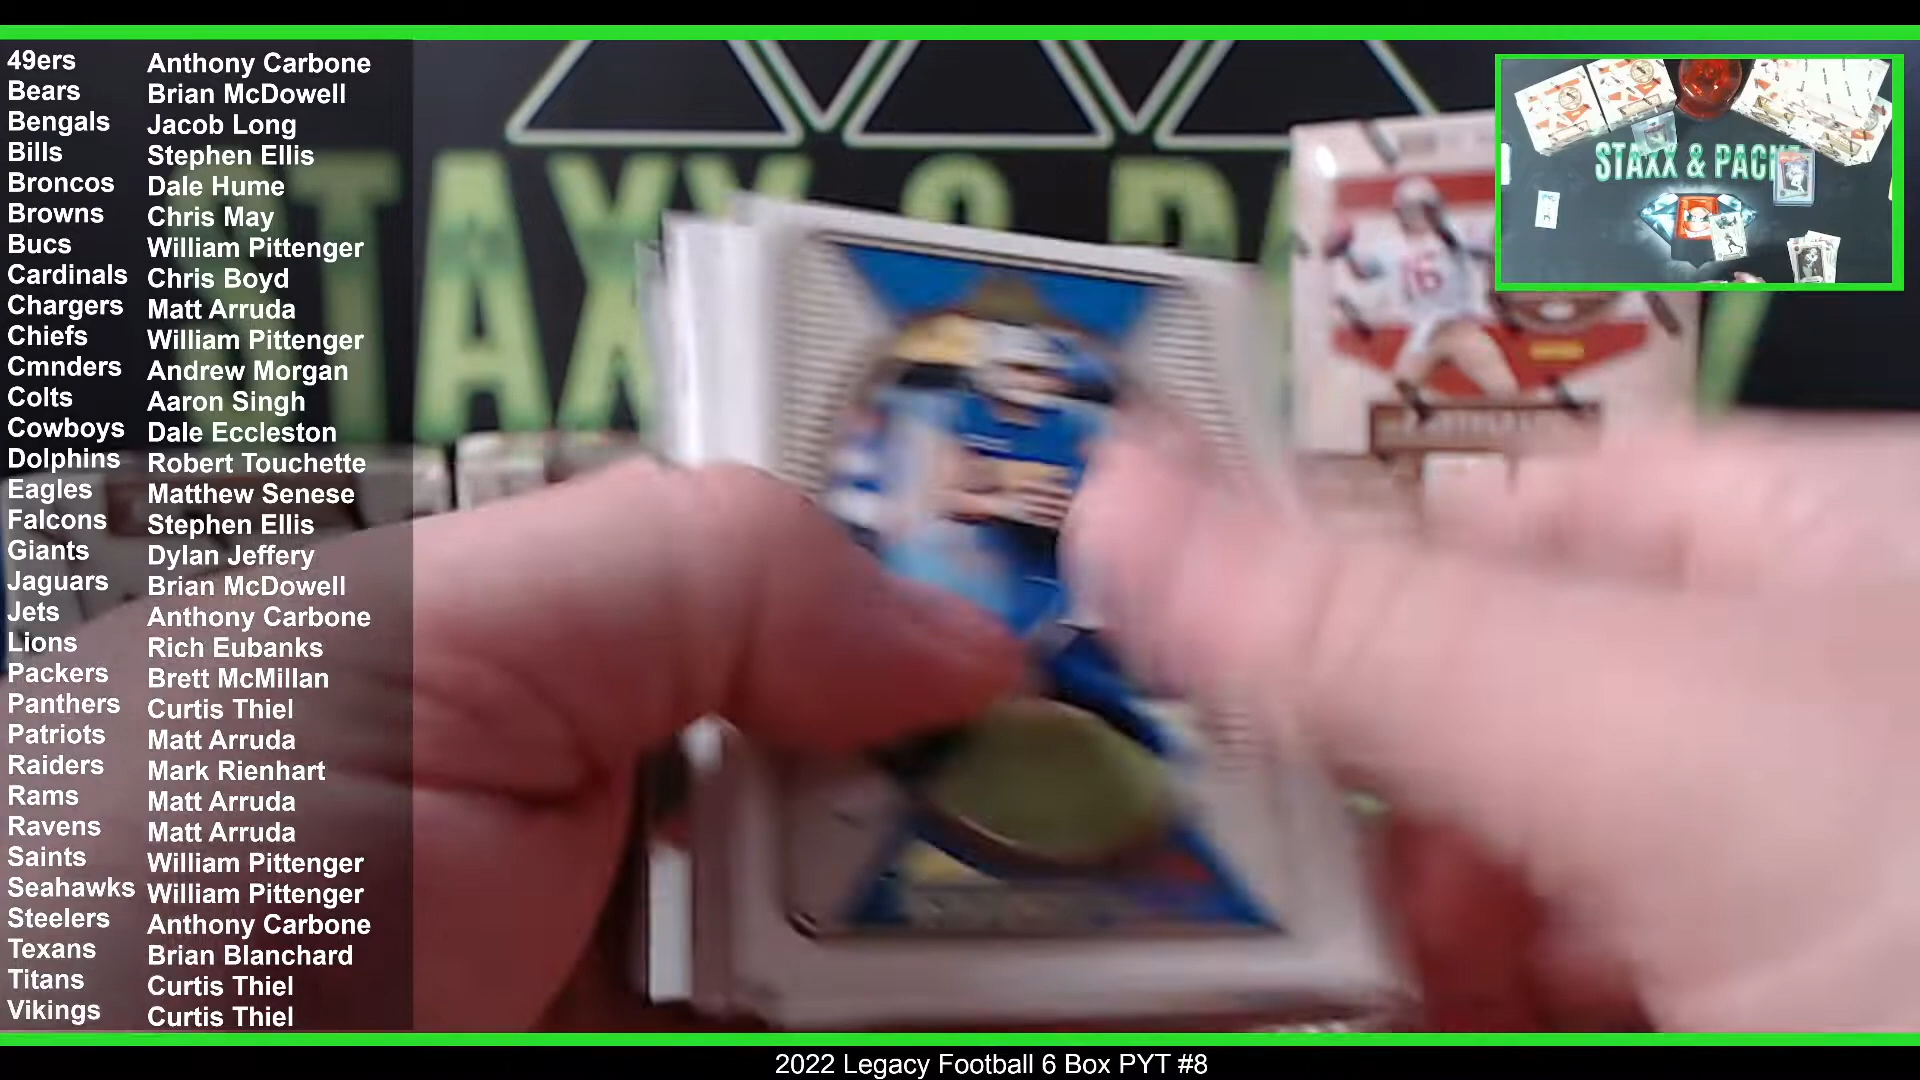 49ers Anthony Carbone
Bears Brian McDowell
Bengals Jacob Long
Bills Stephen Ellis
Broncos Dale Hume
Browns Chris May
Bucs William Pittenger
Cardinals Chris Boyd
Chargers Matt Arruda
Chiefs William Pittenger
Cmnders Andrew Morgan
Colts Aaron Singh
Cowboys Dale Eccleston
Dolphins Robert Touchette
Eagles Matthew Senese
Falcons Stephen Ellis
Giants Dylan Jeffery
Jaguars Brian McDowell
Jets Anthony Carbone
Lions Rich Eubanks
Packers Brett McMillan
Panthers Curtis Thiel
Patriots Matt Arruda
Raiders Mark Rienhart
Rams Matt Arruda
Ravens Matt Arruda
Saints William Pittenger
Seahawks William Pittenger
Steelers Anthony Carbone
Texans Brian Blanchard
Titans Curtis Thiel
Vikings Curtis Thiel
STAXX &
16
STAXX & PACK
2022 Legacy Football 6 Box PYT #8